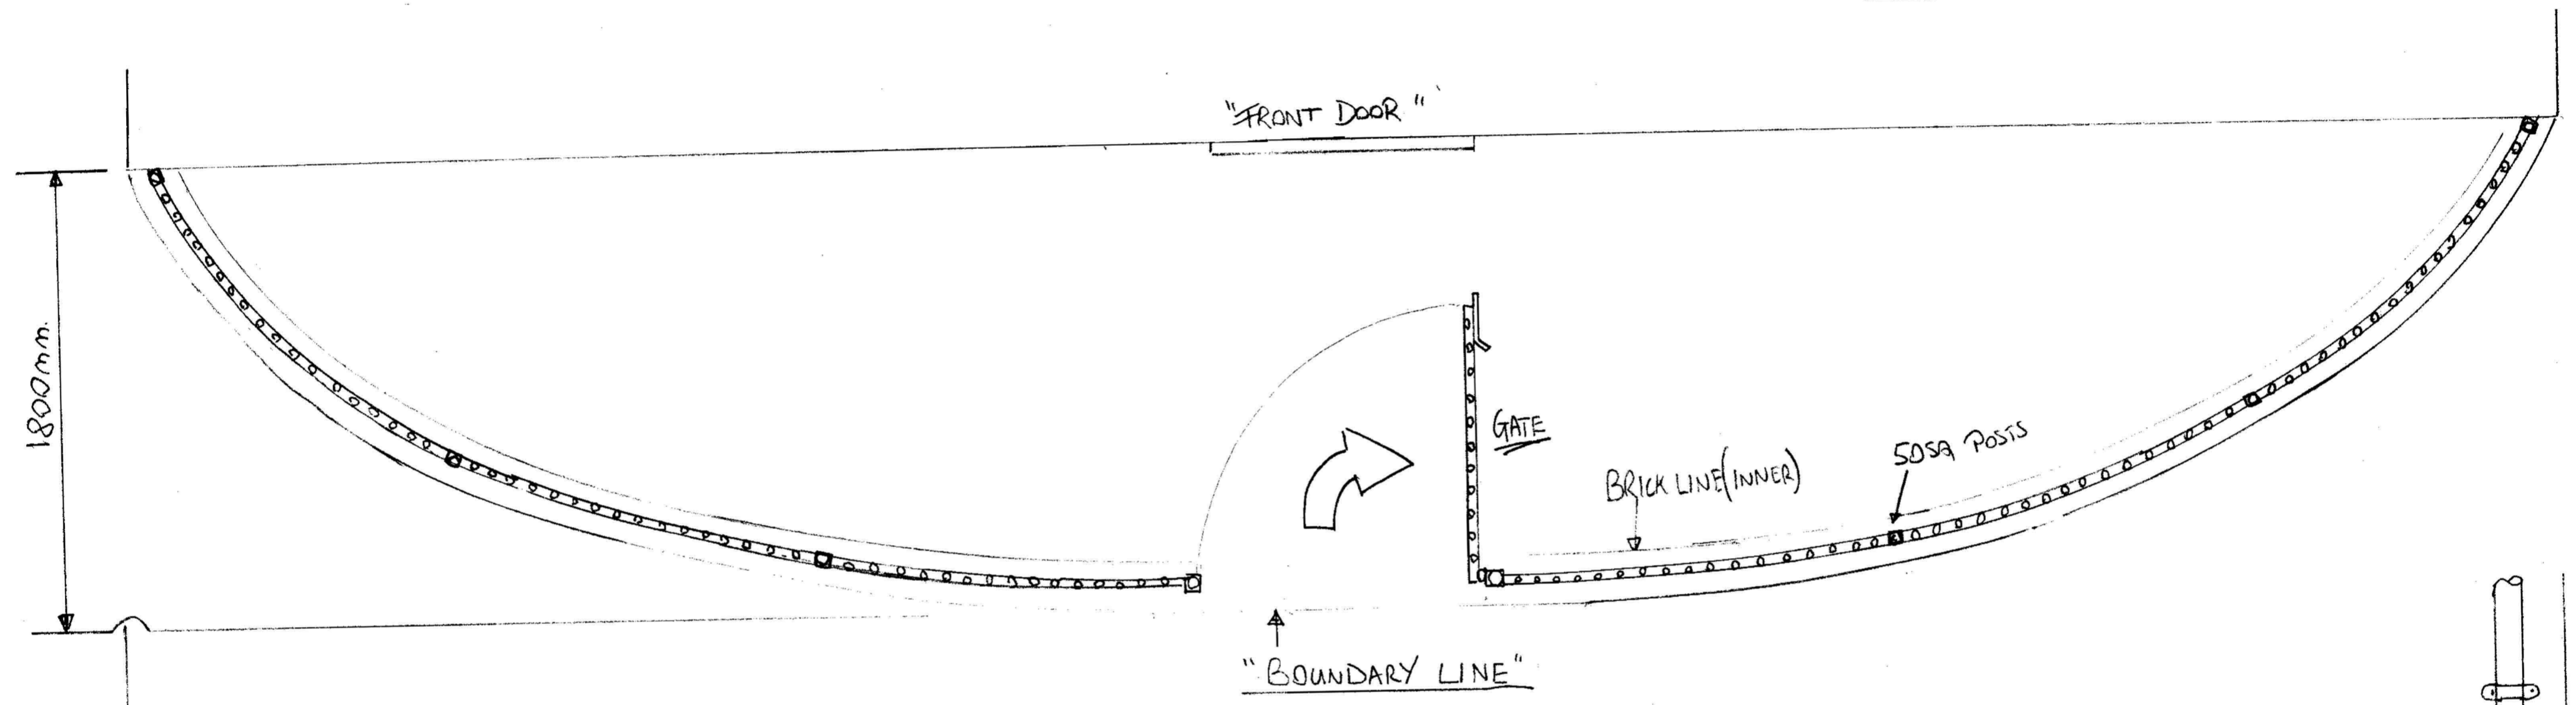 "FRONT DOOR"
1800mm.
GATE
BRICK LINE (INNER)
50SQ POSTS
"BOUNDARY LINE"